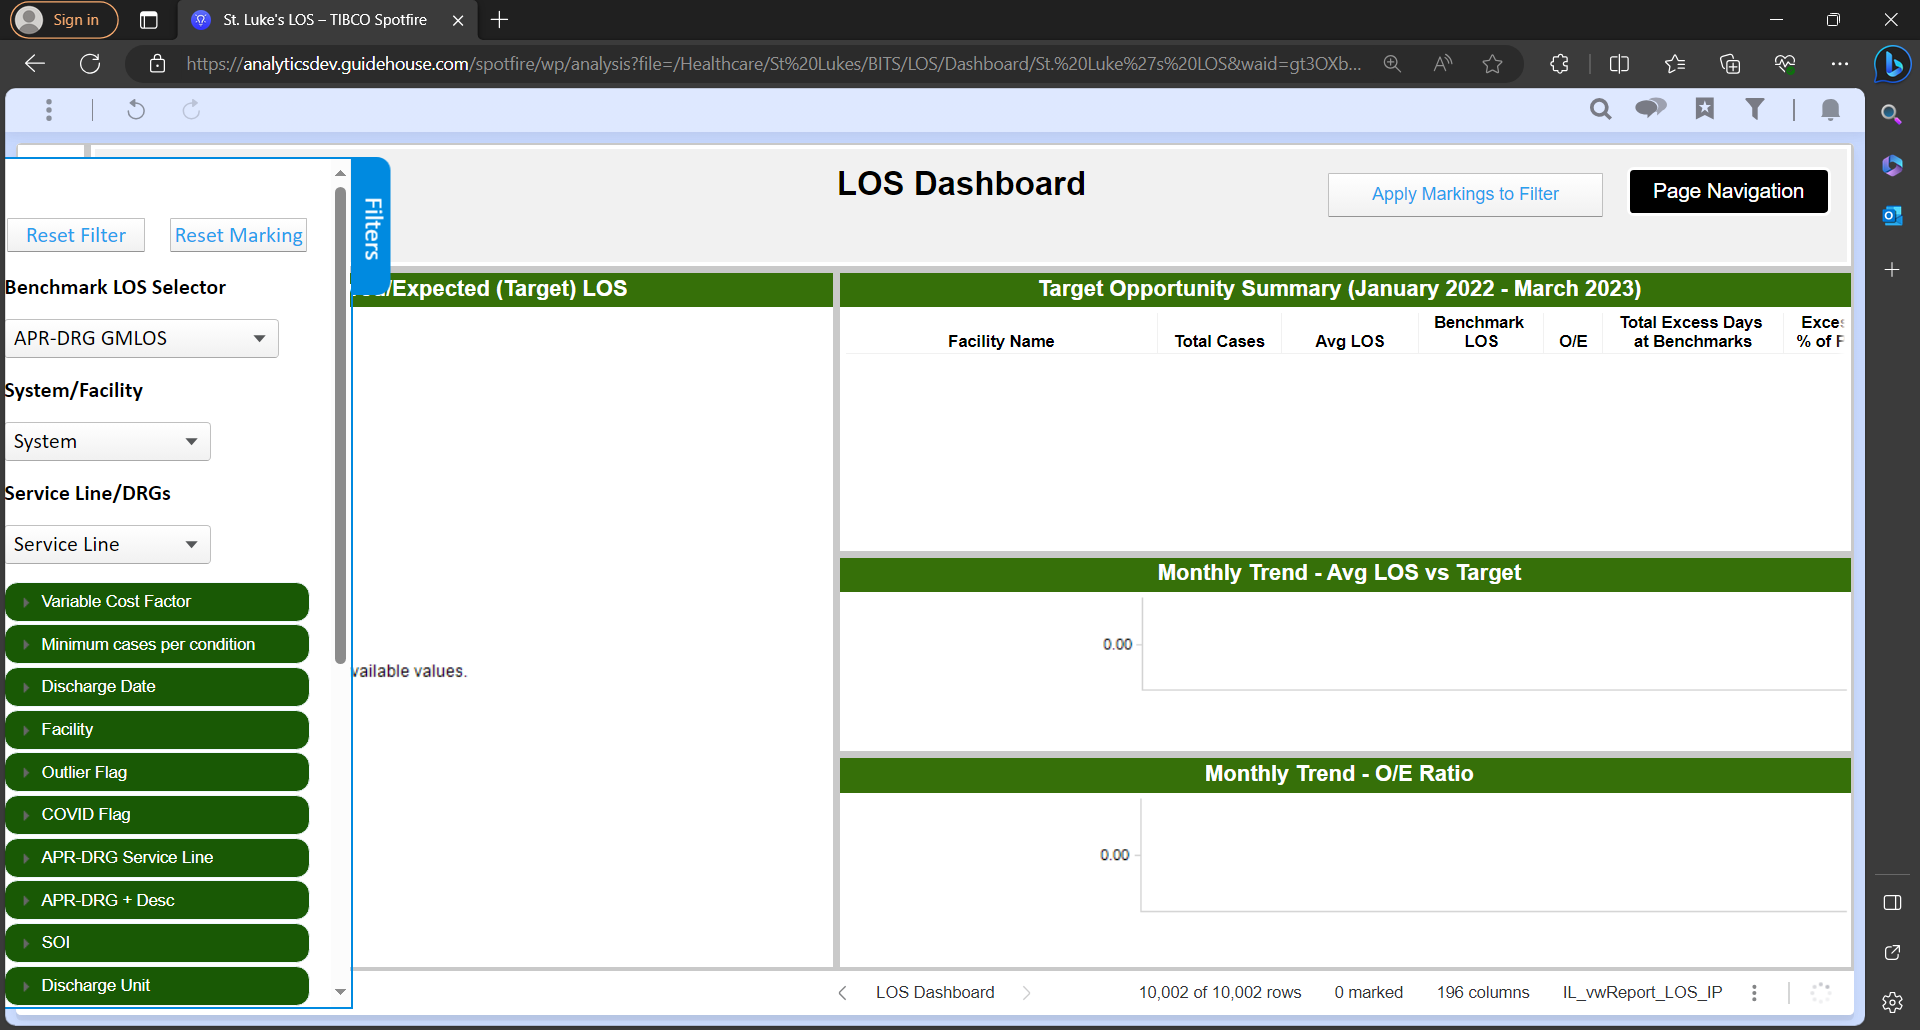 Sign in
St. Luke's LOS – TIBCO Spotfire
https://analyticsdev.guidehouse.com/spotfire/wp/analysis?file=/Healthcare/St%20Lukes/BITS/LOS/Dashboard/St.%20Luke%27s%20LOS&waid=gt3OXb...
LOS Dashboard
Apply Markings to Filter
Page Navigation
Filters
Reset Filter
Reset Marking
Benchmark LOS Selector
APR-DRG GMLOS
System/Facility
System
Service Line/DRGs
Service Line
Variable Cost Factor
Minimum cases per condition
Discharge Date
Facility
Outlier Flag
COVID Flag
APR-DRG Service Line
APR-DRG + Desc
SOI
Discharge Unit
/Expected (Target) LOS
vailable values.
Target Opportunity Summary (January 2022 - March 2023)
Facility Name
Total Cases
Avg LOS
Benchmark
LOS
O/E
Total Excess Days
at Benchmarks
Exces
% of P
Monthly Trend - Avg LOS vs Target
0.00
Monthly Trend - O/E Ratio
0.00
LOS Dashboard
10,002 of 10,002 rows
0 marked
196 columns
IL_vwReport_LOS_IP